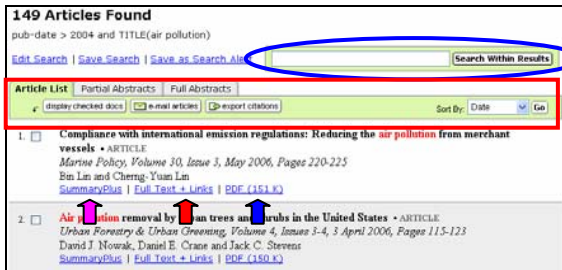 149 Articles Found
pub-date > 2004 and TITLE(air pollution)
Edit Search | Save Search | Save as Search Search Within Results
Article List Partial Abstracts Full Abstracts
display checked docs e-mail articles export citations Sort By: Date Go
1. Compliance with international emission regulations: Reducing the air pollution from merchant
vessels • ARTICLE
Marine Policy, Volume 30, Issue 3, May 2006, Pages 220-225
Bin Lin and Cherng-Yuan Lin
SummaryPlus | Full Text + Links | PDF (151 K)
2. Air removal by trees and in the United States • ARTICLE
Urban Forestry & Urban Greening, Volume 4, Issues 3-4, 3 April 2006, Pages 115-123
David J. Nowak, Daniel E. Crane and Jack C. Stevens
SummaryPlus | Full Text + Links | PDF (150 K)